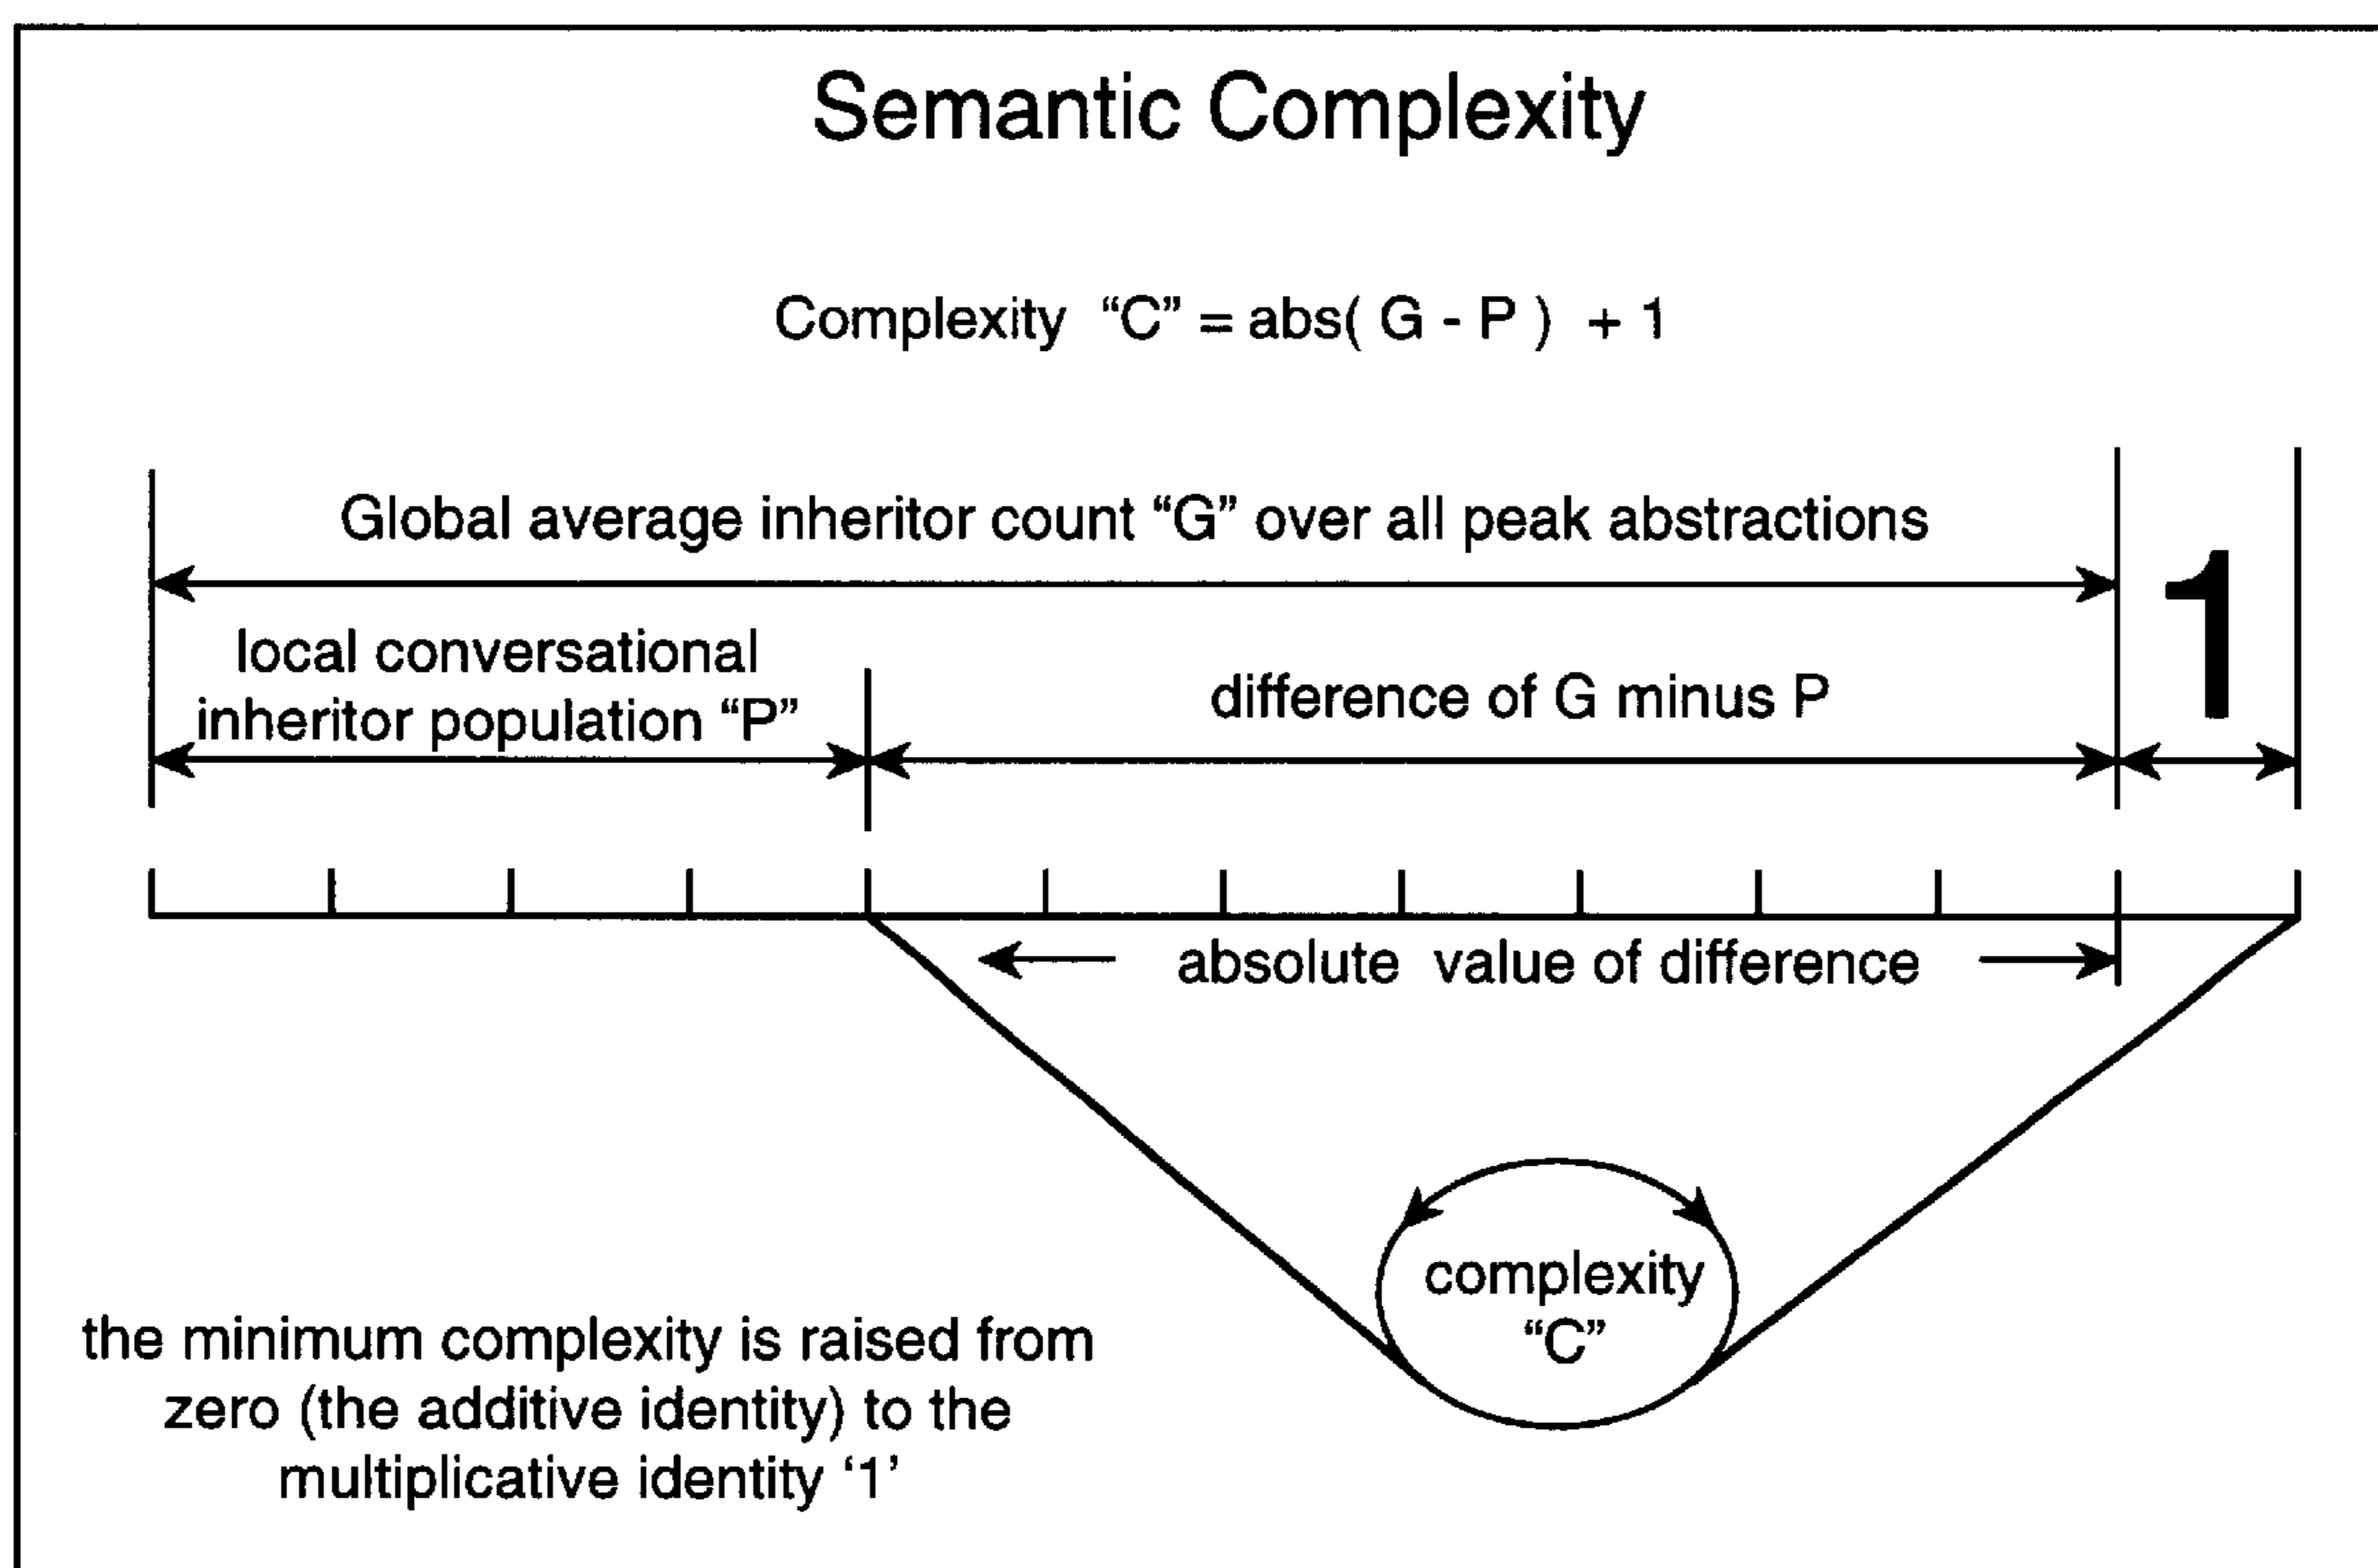 Semantic Complexity
Complexity “C” = abs( G - P ) + 1
Global average inheritor count “G” over all peak abstractions
1
local conversational
inheritor population “P”
difference of G minus P
absolute value of difference
complexity
“C”
the minimum complexity is raised from
zero (the additive identity) to the
multiplicative identity ‘1’